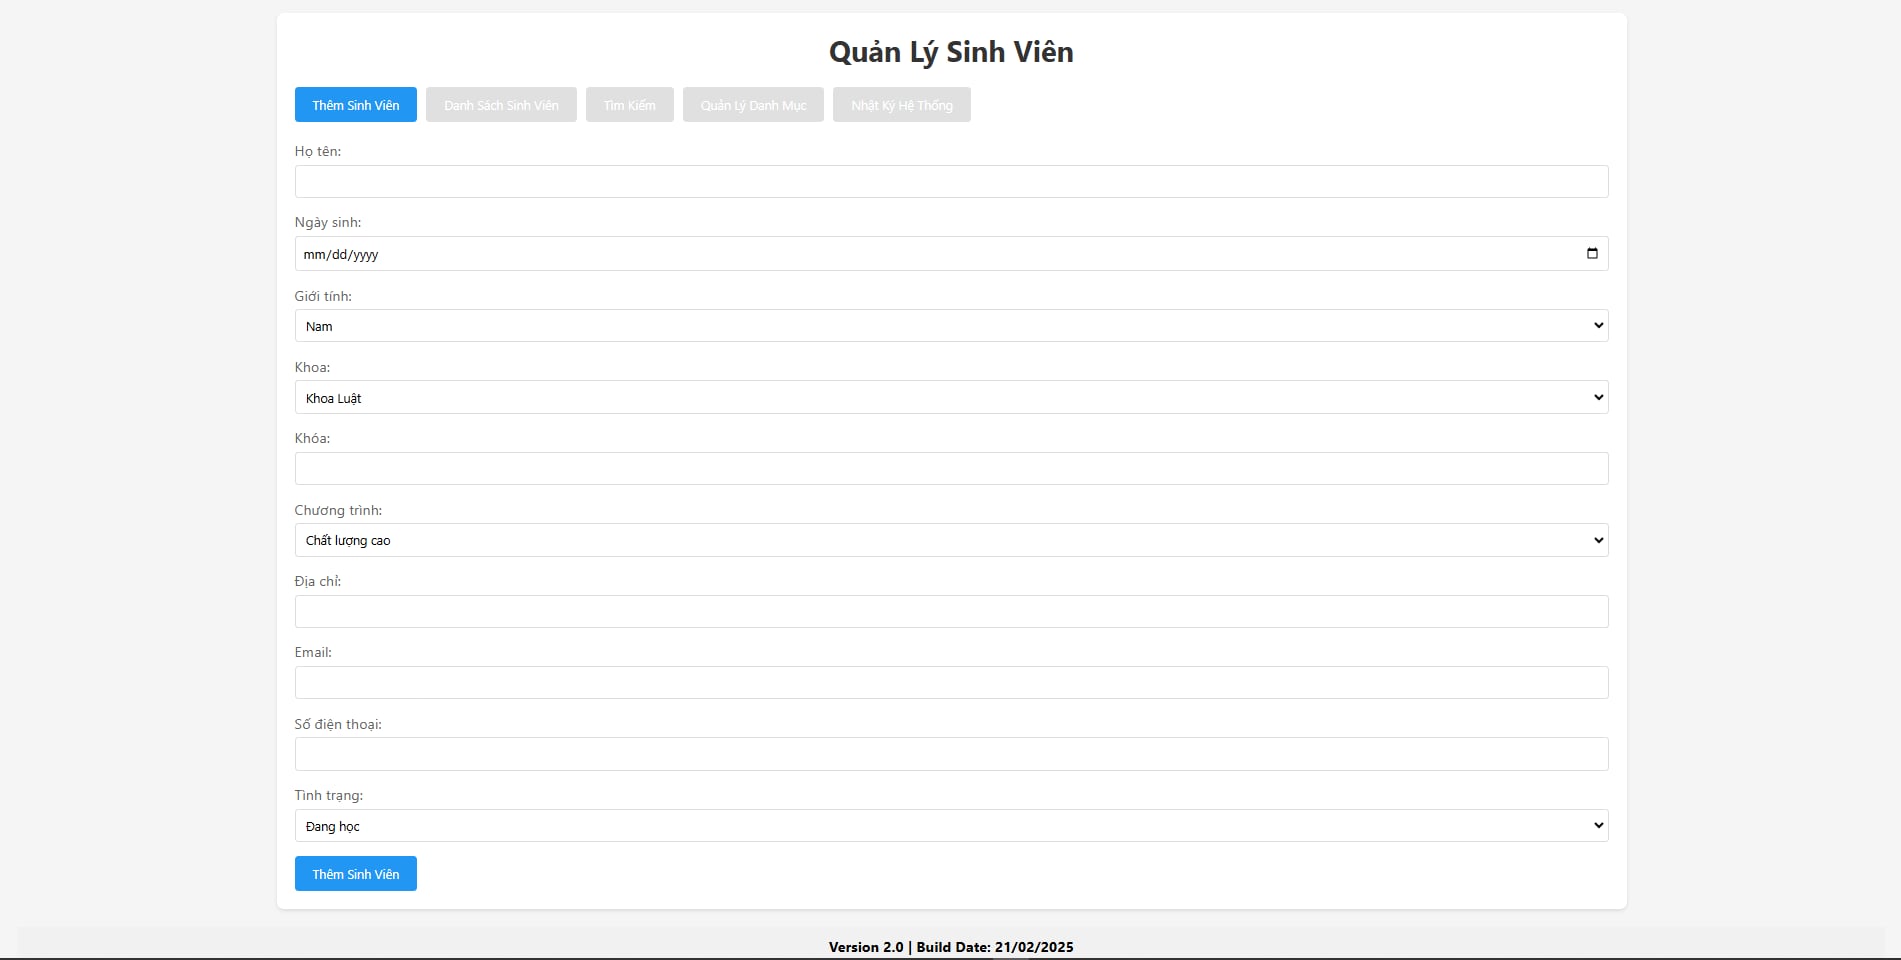 Quản Lý Sinh Viên
Thêm Sinh Viên Danh Sách Sinh Viên Tìm Kiếm Quản Lý Danh Mục Nhật Ký Hệ Thống
Họ tên:
Ngày sinh:
mm/dd/yyyy
Giới tính:
Nam
Khoa:
Khoa Luật
Khóa:
Chương trình:
Chất lượng cao
Địa chỉ:
Email:
Số điện thoại:
Tình trạng:
Đang học
Thêm Sinh Viên
Version 2.0 | Build Date: 21/02/2025